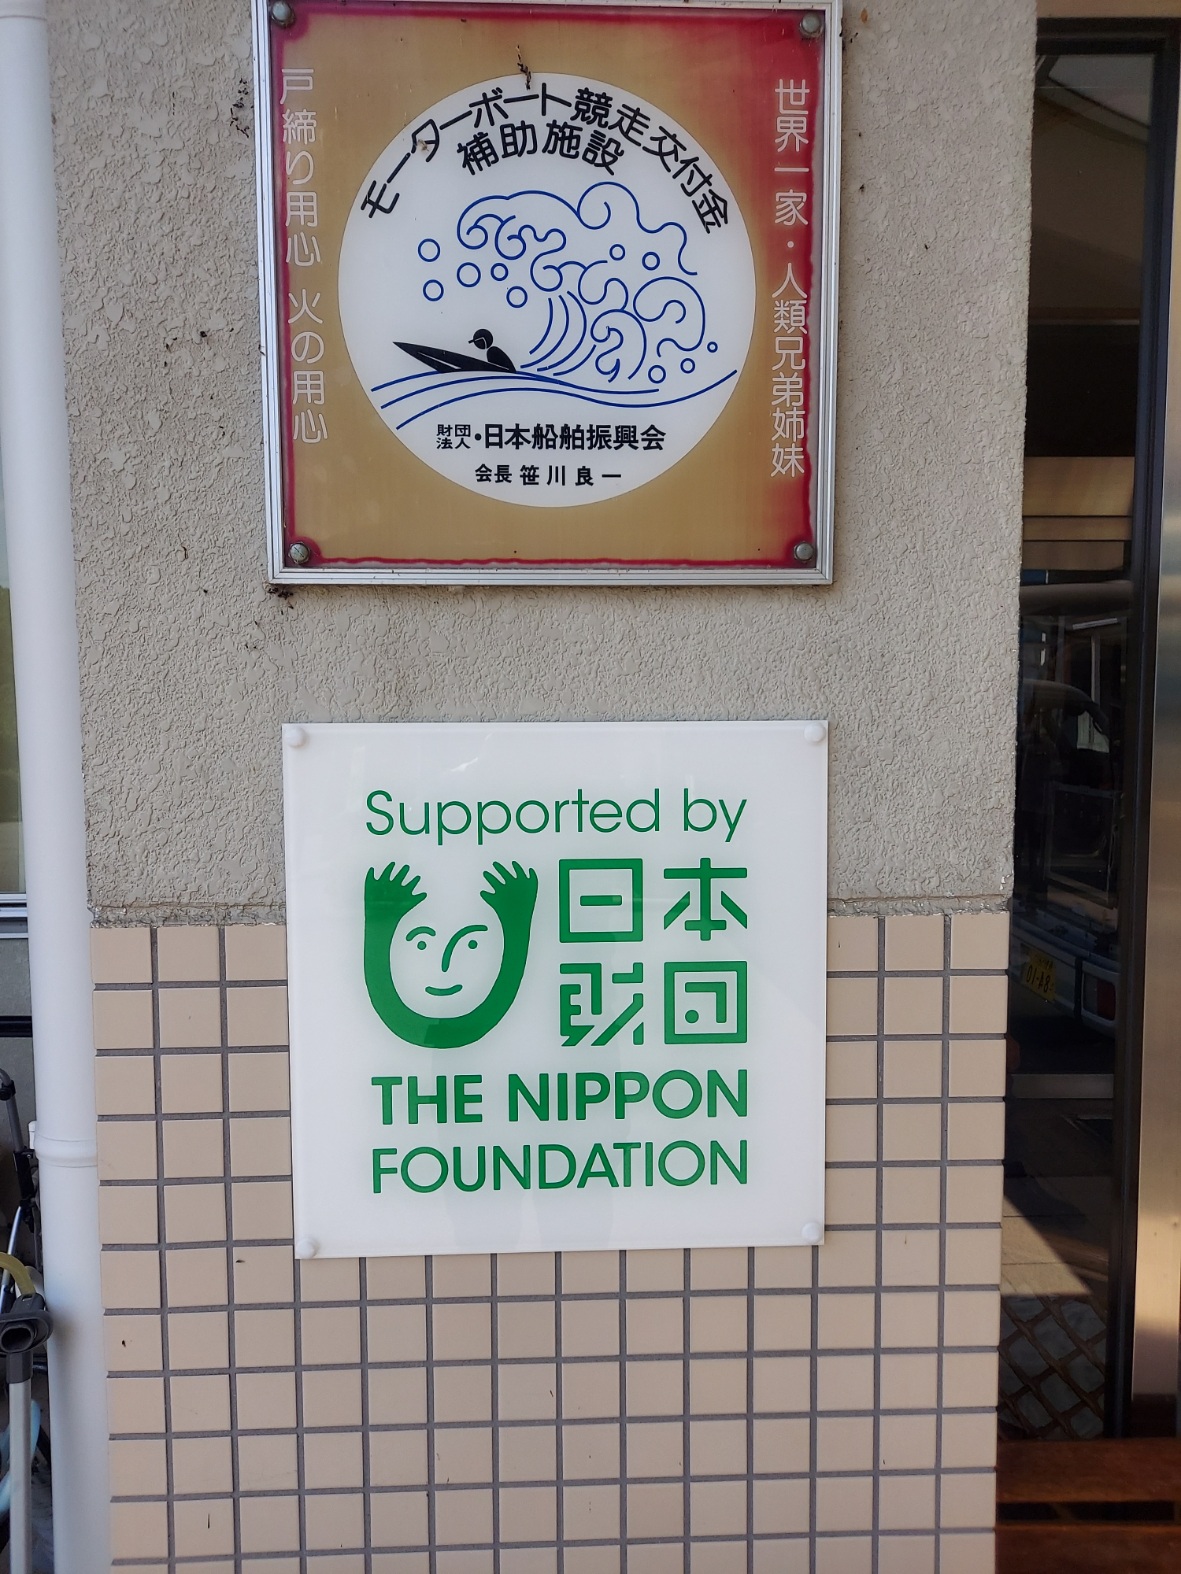 世界一家・人類兄弟姉妹
戸締り用心 火の用心
モーターボート競走交付金
補助施設
財団法人・日本船舶振興会
会長 笹川良一
Supported by
日本
財団
THE NIPPON
FOUNDATION